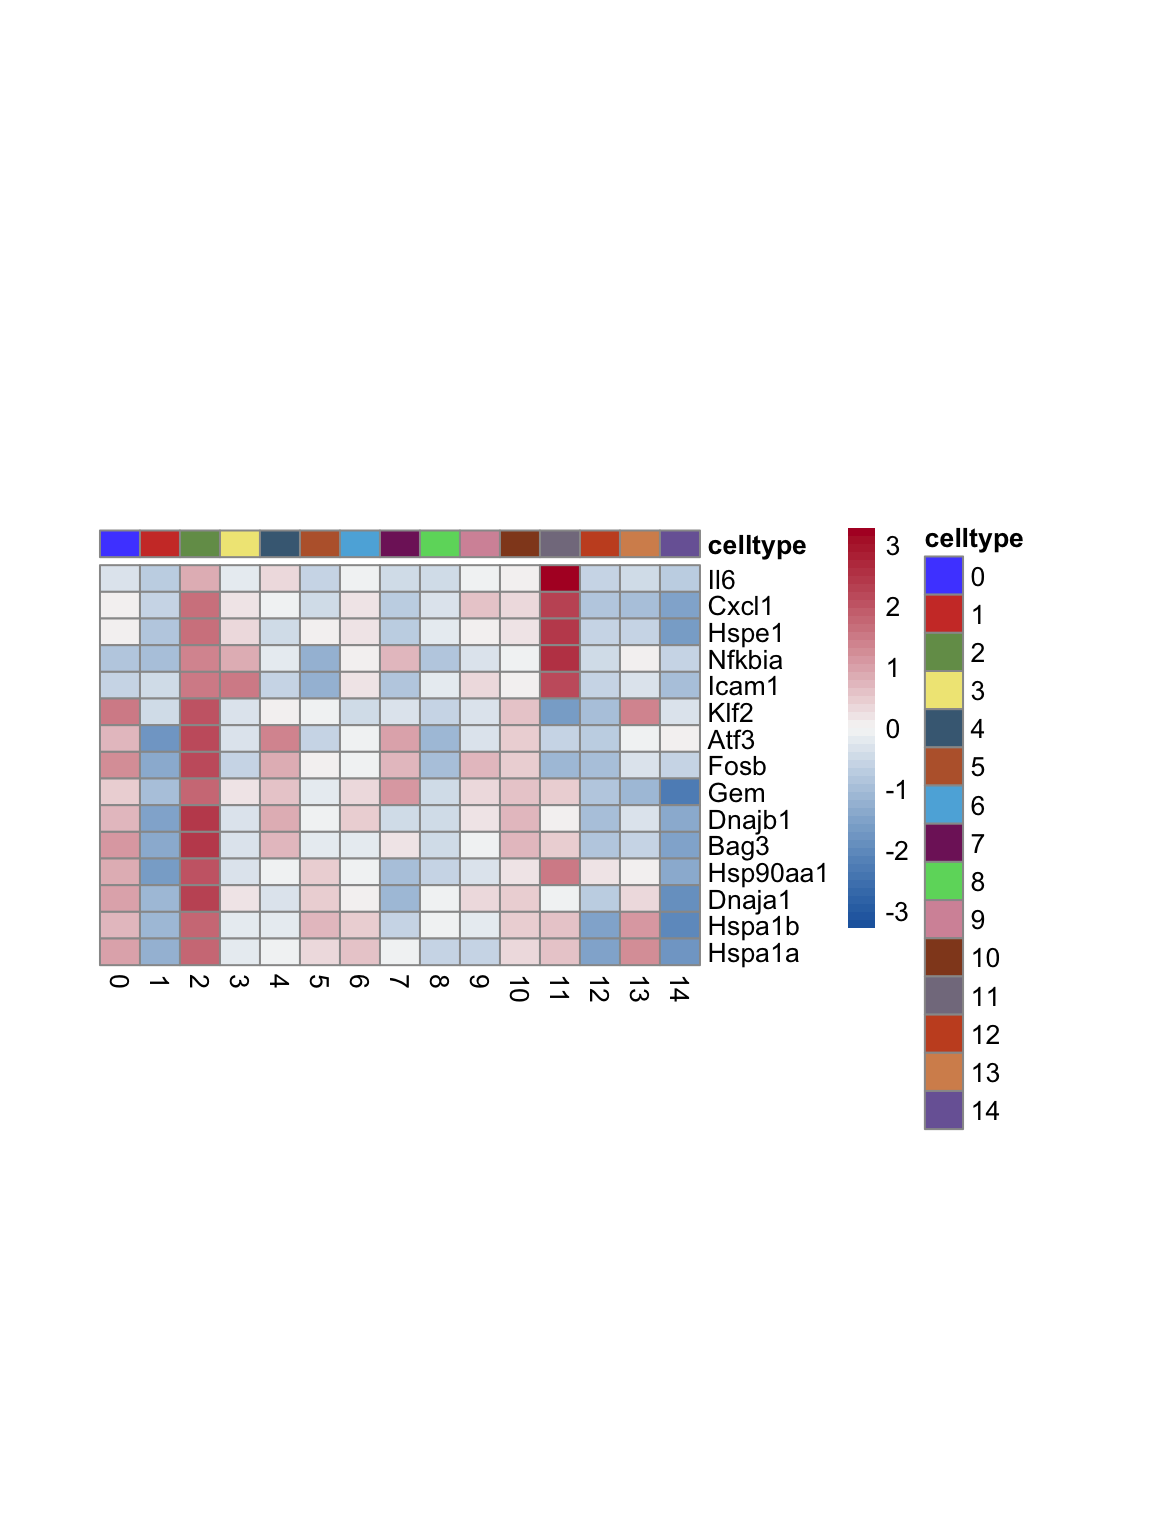 celltype
Il6
Cxcl1
Hspe1
Nfkbia
Icam1
Klf2
Atf3
Fosb
Gem
Dnajb1
Bag3
Hsp90aa1
Dnaja1
Hspa1b
Hspa1a
0 1 2 3 4 5 6 7 8 9 10 11 12 13 14
3
2
1
0
-1
-2
-3
celltype
0
1
2
3
4
5
6
7
8
9
10
11
12
13
14